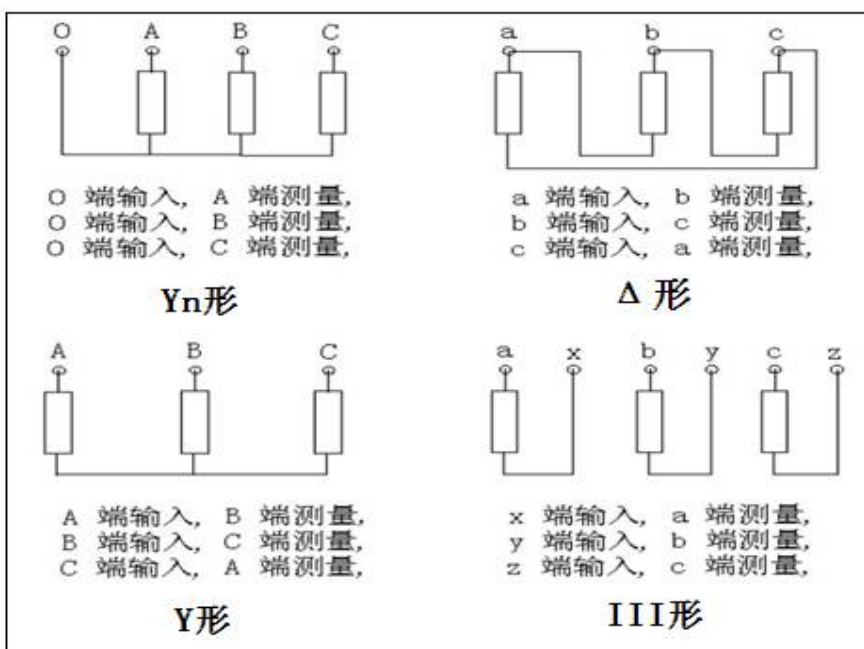 O A B C
O 端输入, A 端测量,
O 端输入, B 端测量,
O 端输入, C 端测量,
Yn形
a b c
a 端输入, b 端测量,
b 端输入, c 端测量,
c 端输入, a 端测量,
Δ 形
A B C
A 端输入, B 端测量,
B 端输入, C 端测量,
C 端输入, A 端测量,
Y形
a x b y c z
x 端输入, a 端测量,
y 端输入, b 端测量,
z 端输入, c 端测量,
III形